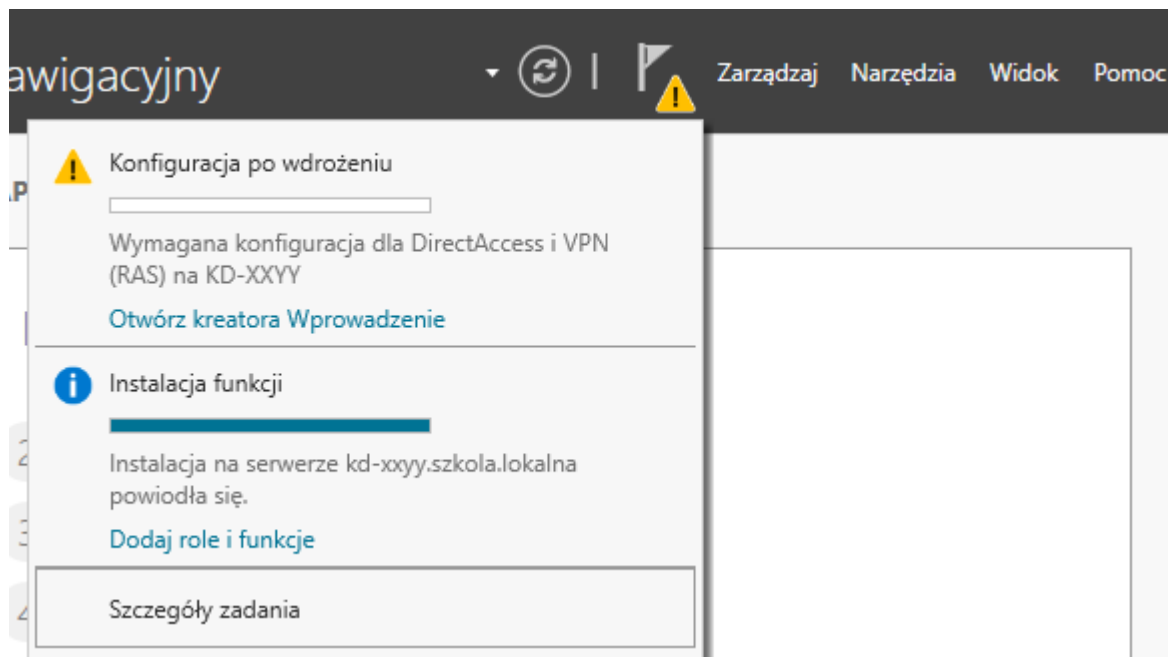 awigacyjny
Zarządzaj Narzędzia Widok Pomoc
Konfiguracja po wdrożeniu
Wymagana konfiguracja dla DirectAccess i VPN
(RAS) na KD-XXYY
Otwórz kreatora Wprowadzenie
Instalacja funkcji
Instalacja na serwerze kd-xxyy.szkola.lokalna
powiodła się.
Dodaj role i funkcje
Szczegóły zadania